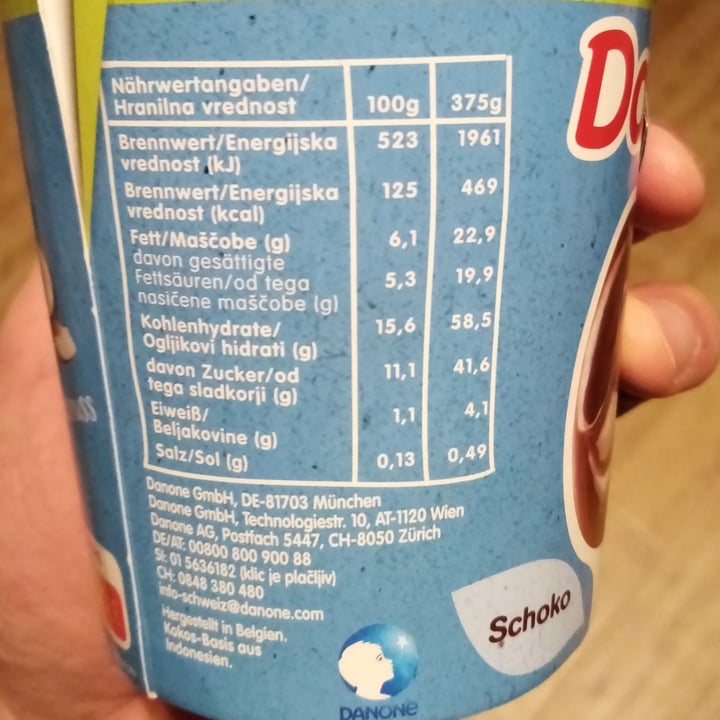 Nährwertangaben/
Hranilna vrednost 100g 375g
Brennwert/Energijska 523 1961
vrednost (kJ)
Brennwert/Energijska 125 469
vrednost (kcal)
Fett/Maščobe (g) 6,1 22,9
davon gesättigte
Fettsäuren/od tega 5,3 19,9
nasičene maščobe (g)
Kohlenhydrate/ 15,6 58,5
Ogljikovi hidrati (g)
davon Zucker/od 11,1 41,6
tega sladkorji (g)
Eiweiß/ 1,1 4,1
Beljakovine (g)
Salz/Sol (g) 0,13 0,49
Danone GmbH, DE-81703 München
Danone GmbH, Technologiestr. 10, AT-1120 Wien
Danone AG, Postfach 5447, CH-8050 Zürich
DE/AT: 00800 800 900 88
SI: 01 5636182 (klic je plačljiv)
CH: 0848 380 480
info-schweiz@danone.com
Hergestellt in Belgien.
Kokos-Basis aus
Indonesien.
Schoko
DANONE